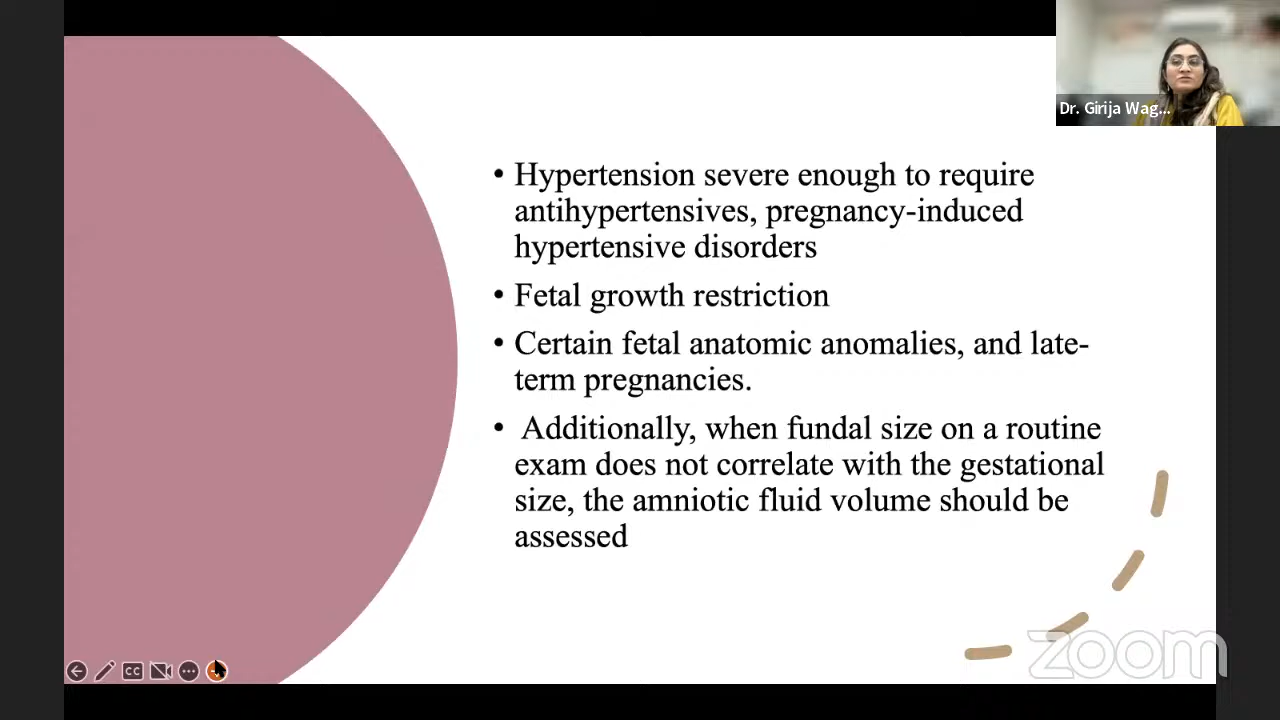 Dr. Girija Wag...
• Hypertension severe enough to require
antihypertensives, pregnancy-induced
hypertensive disorders
• Fetal growth restriction
• Certain fetal anatomic anomalies, and late-
term pregnancies.
• Additionally, when fundal size on a routine
exam does not correlate with the gestational
size, the amniotic fluid volume should be
assessed
CC
zoom